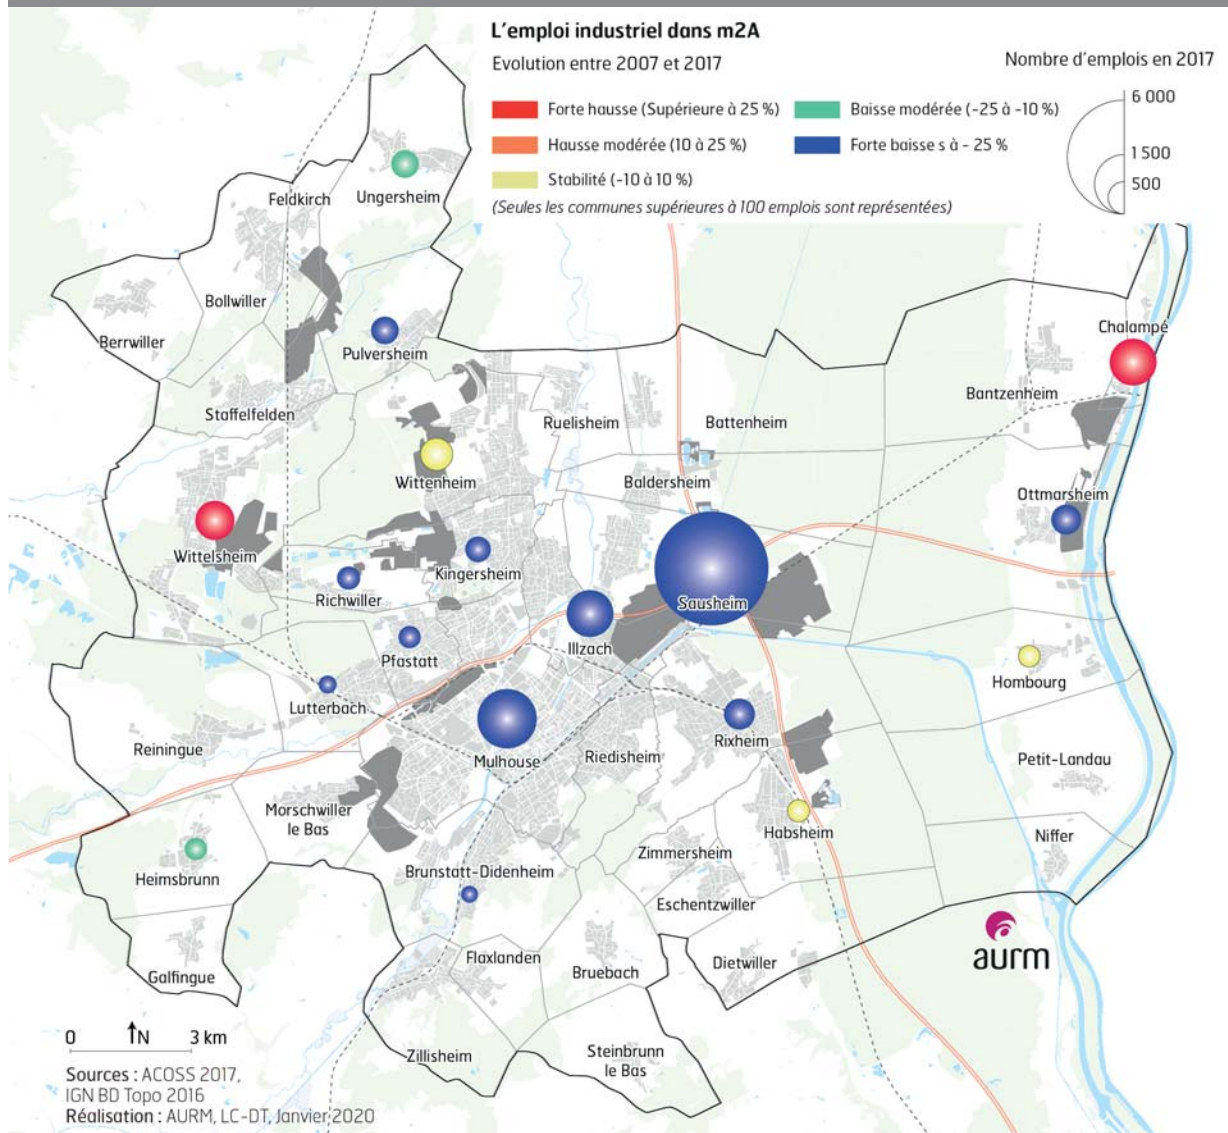 L'emploi industriel dans m2A
Evolution entre 2007 et 2017
Nombre d'emplois en 2017
6 000
1 500
500
Forte hausse (Supérieure à 25 %)
Baisse modérée (-25 à -10 %)
Hausse modérée (10 à 25 %)
Forte baisse s à - 25 %
Stabilité (-10 à 10 %)
(Seules les communes supérieures à 100 emplois sont représentées)
Ungersheim
Feldkirch
Bollwiller
Berrwiller
Pulversheim
Chalampé
Bantzenheim
Staffelfelden
Ruelisheim
Battenheim
Wittenheim
Baldersheim
Ottmarsheim
Wittelsheim
Kingersheim
Richwiller
Sausheim
Illzach
Pfastatt
Hombourg
Lutterbach
Reiningue
Mulhouse
Riedisheim
Rixheim
Petit-Landau
Morschwiller
le Bas
Habsheim
Niffer
Zimmersheim
Heimsbrunn
Brunstatt-Didenheim
Eschentzwiller
Flaxlanden
Bruebach
Dietwiller
Galfingue
aurm
Zillisheim
Steinbrunn
le Bas
0 N 3 km
Sources : ACOSS 2017,
IGN BD Topo 2016
Réalisation : AURM, LC-DT, Janvier 2020